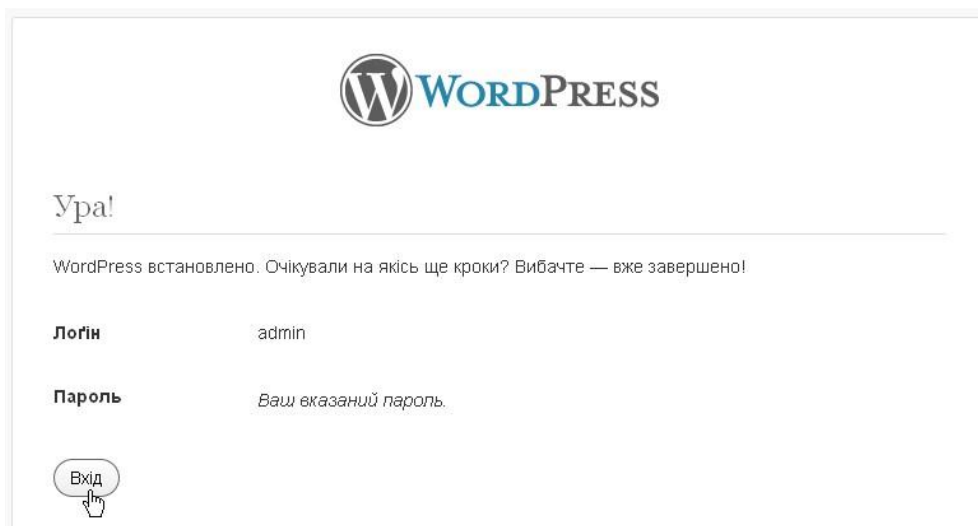 WORDPRESS
Ура!
WordPress встановлено. Очікували на якісь ще кроки? Вибачте — вже завершено!
Лоґін admin
Пароль Ваш вказаний пароль.
Вхід